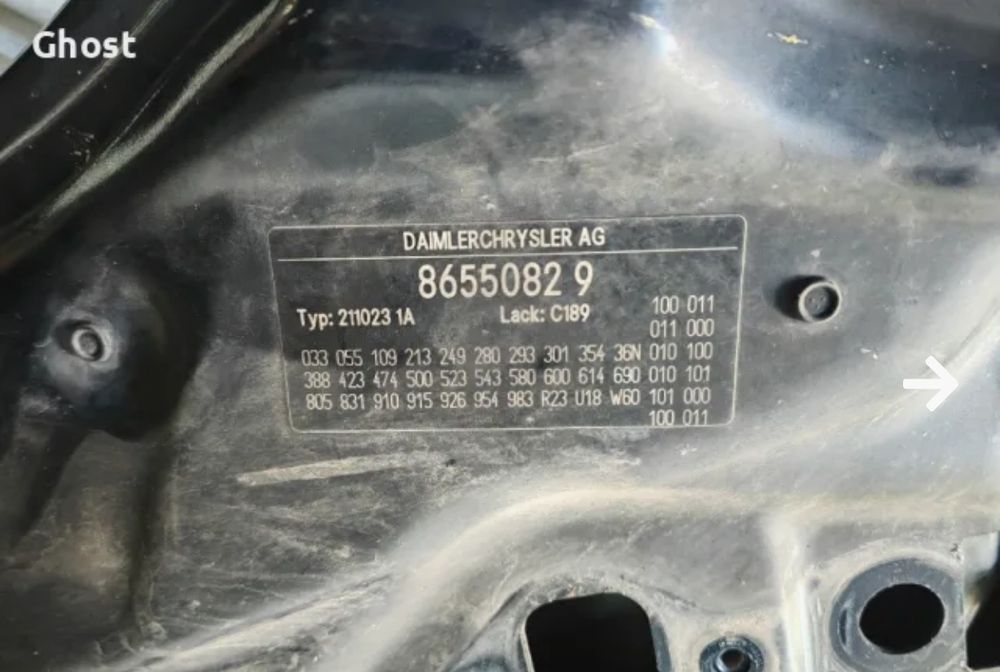 Ghost
DAIMLERCHRYSLER AG
8655082 9
Typ: 211023 1A Lack: C189 100 011
011 000
033 055 109 213 249 280 293 301 354 36N 010 100
388 423 474 500 523 543 580 600 614 690 010 101
805 831 910 915 926 954 983 R23 U18 W60 101 000
100 011